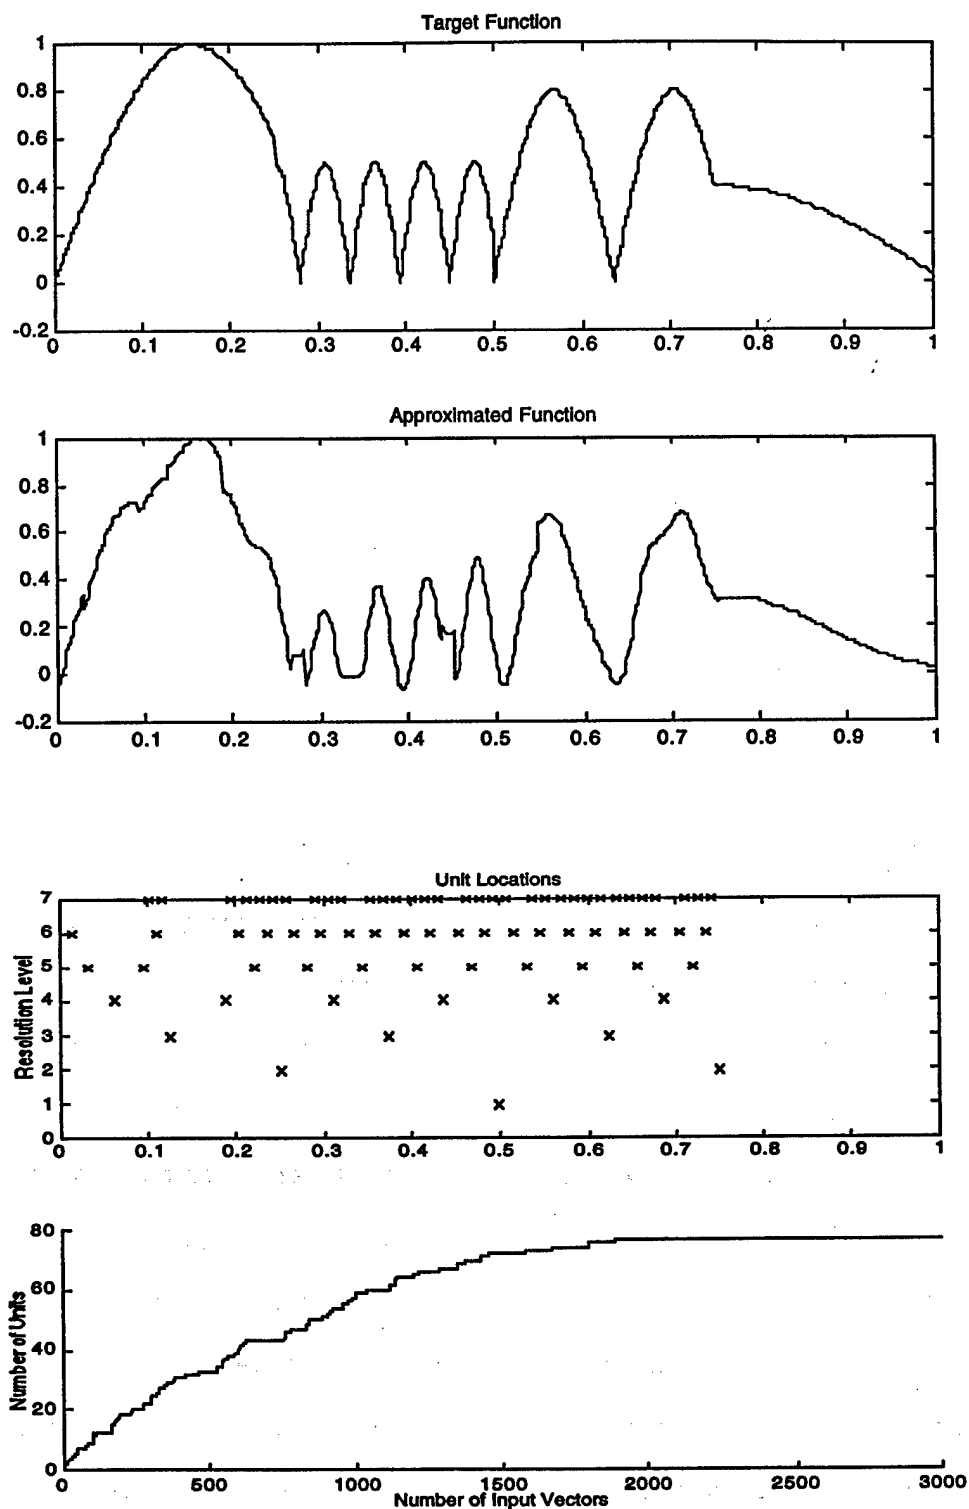 Target Function
1
0.8
0.6
0.4
0.2
0
-0.2
0 0.1 0.2 0.3 0.4 0.5 0.6 0.7 0.8 0.9 1
Approximated Function
1
0.8
0.6
0.4
0.2
0
-0.2
0 0.1 0.2 0.3 0.4 0.5 0.6 0.7 0.8 0.9 1
Unit Locations
Resolution Level
7
6
5
4
3
2
1
0
0 0.1 0.2 0.3 0.4 0.5 0.6 0.7 0.8 0.9 1
Number of Units
80
60
40
20
0
0 500 1000 1500 2000 2500 3000
Number of Input Vectors